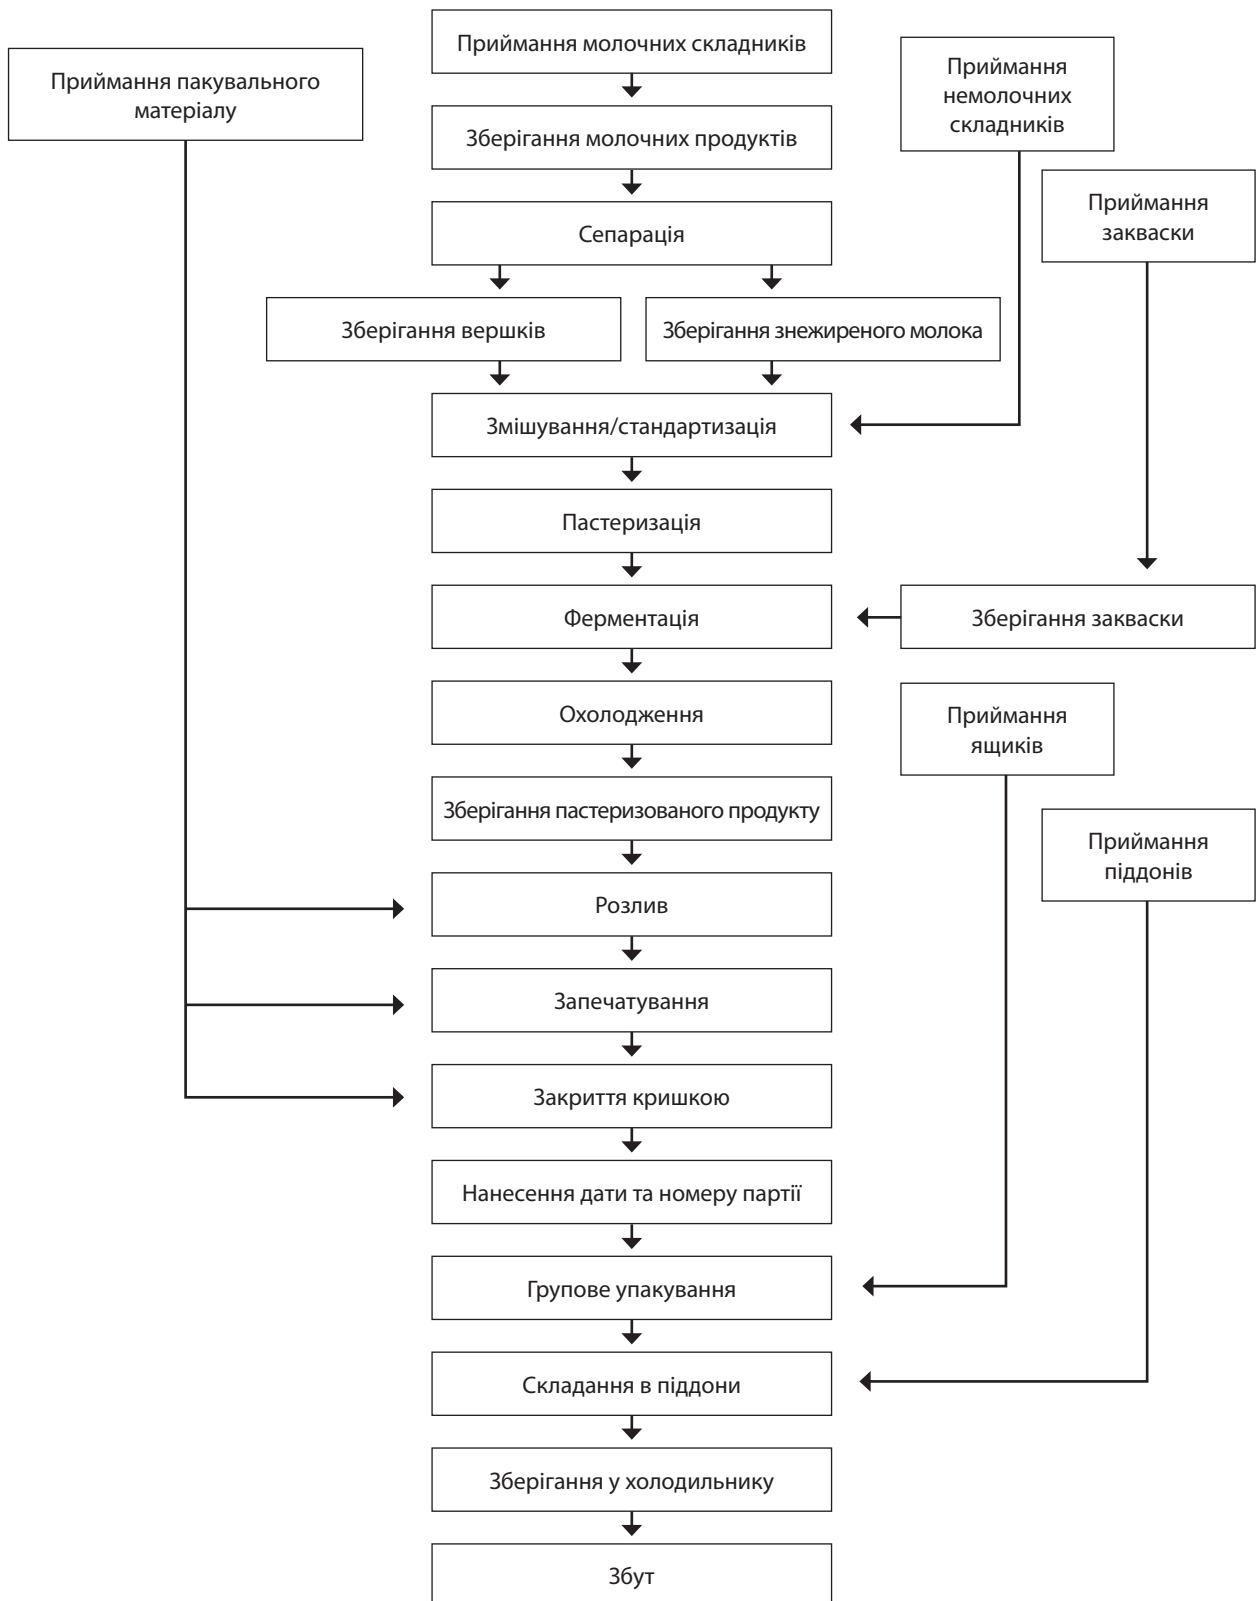 Приймання молочних складників
Приймання пакувального
матеріалу
Приймання
немолочних
складників
Зберігання молочних продуктів
Приймання
закваски
Сепарація
Зберігання вершків
Зберігання знежиреного молока
Змішування/стандартизація
Пастеризація
Ферментація
Зберігання закваски
Охолодження
Приймання
ящиків
Зберігання пастеризованого продукту
Приймання
піддонів
Розлив
Запечатування
Закриття кришкою
Нанесення дати та номеру партії
Групове упакування
Складання в піддони
Зберігання у холодильнику
Збут